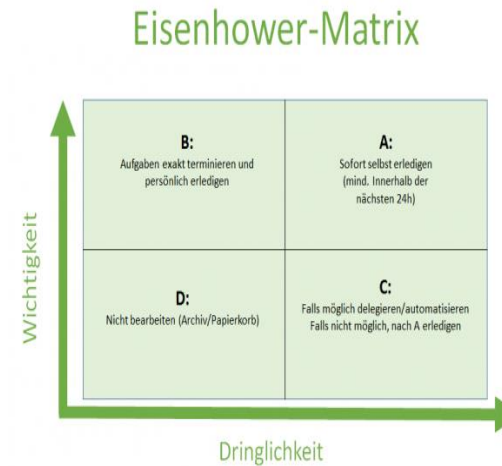 Eisenhower-Matrix
Wichtigkeit
B:
Aufgaben exakt terminieren und
persönlich erledigen
A:
Sofort selbst erledigen
(mind. Innerhalb der
nächsten 24h)
D:
Nicht bearbeiten (Archiv/Papierkorb)
C:
Falls möglich delegieren/automatisieren
Falls nicht möglich, nach A erledigen
Dringlichkeit